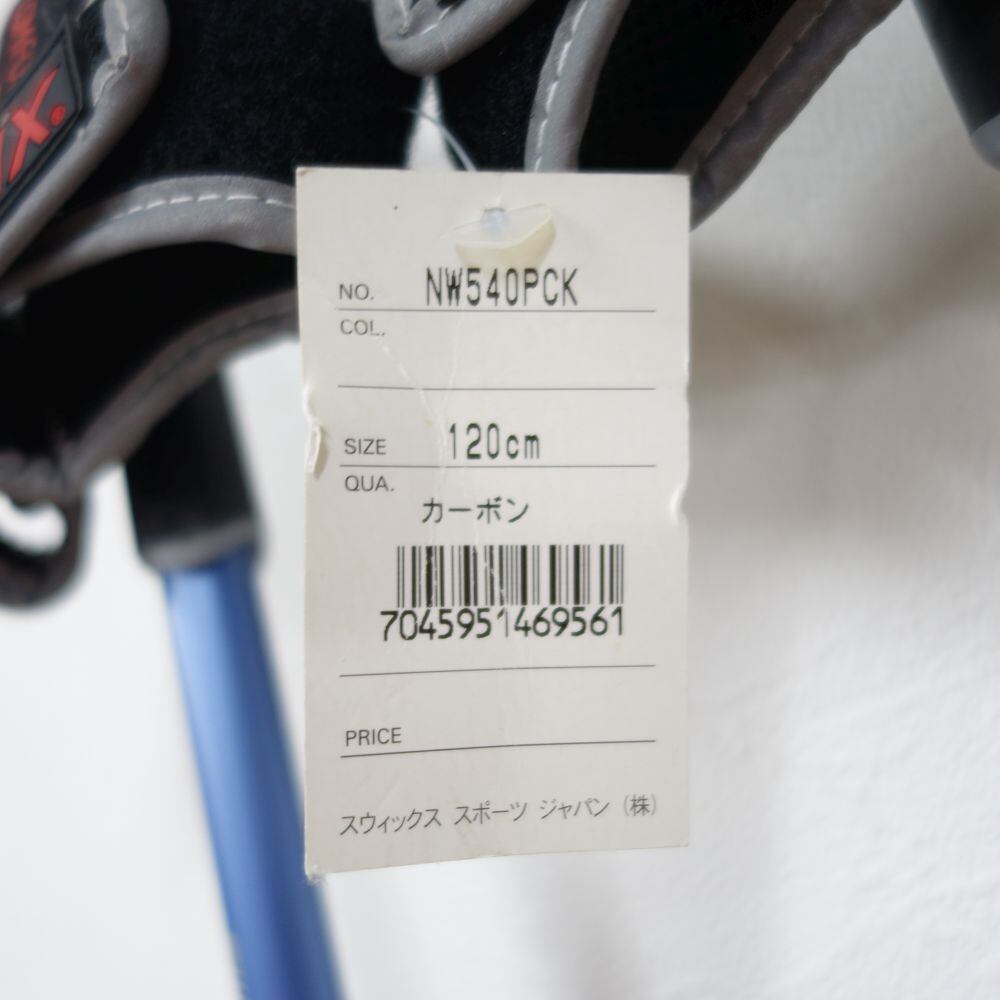 NO. NW540PCK
COL.
SIZE 120cm
QUA.
カーボン
7045951469561
PRICE
スウィックス スポーツ ジャパン (株)